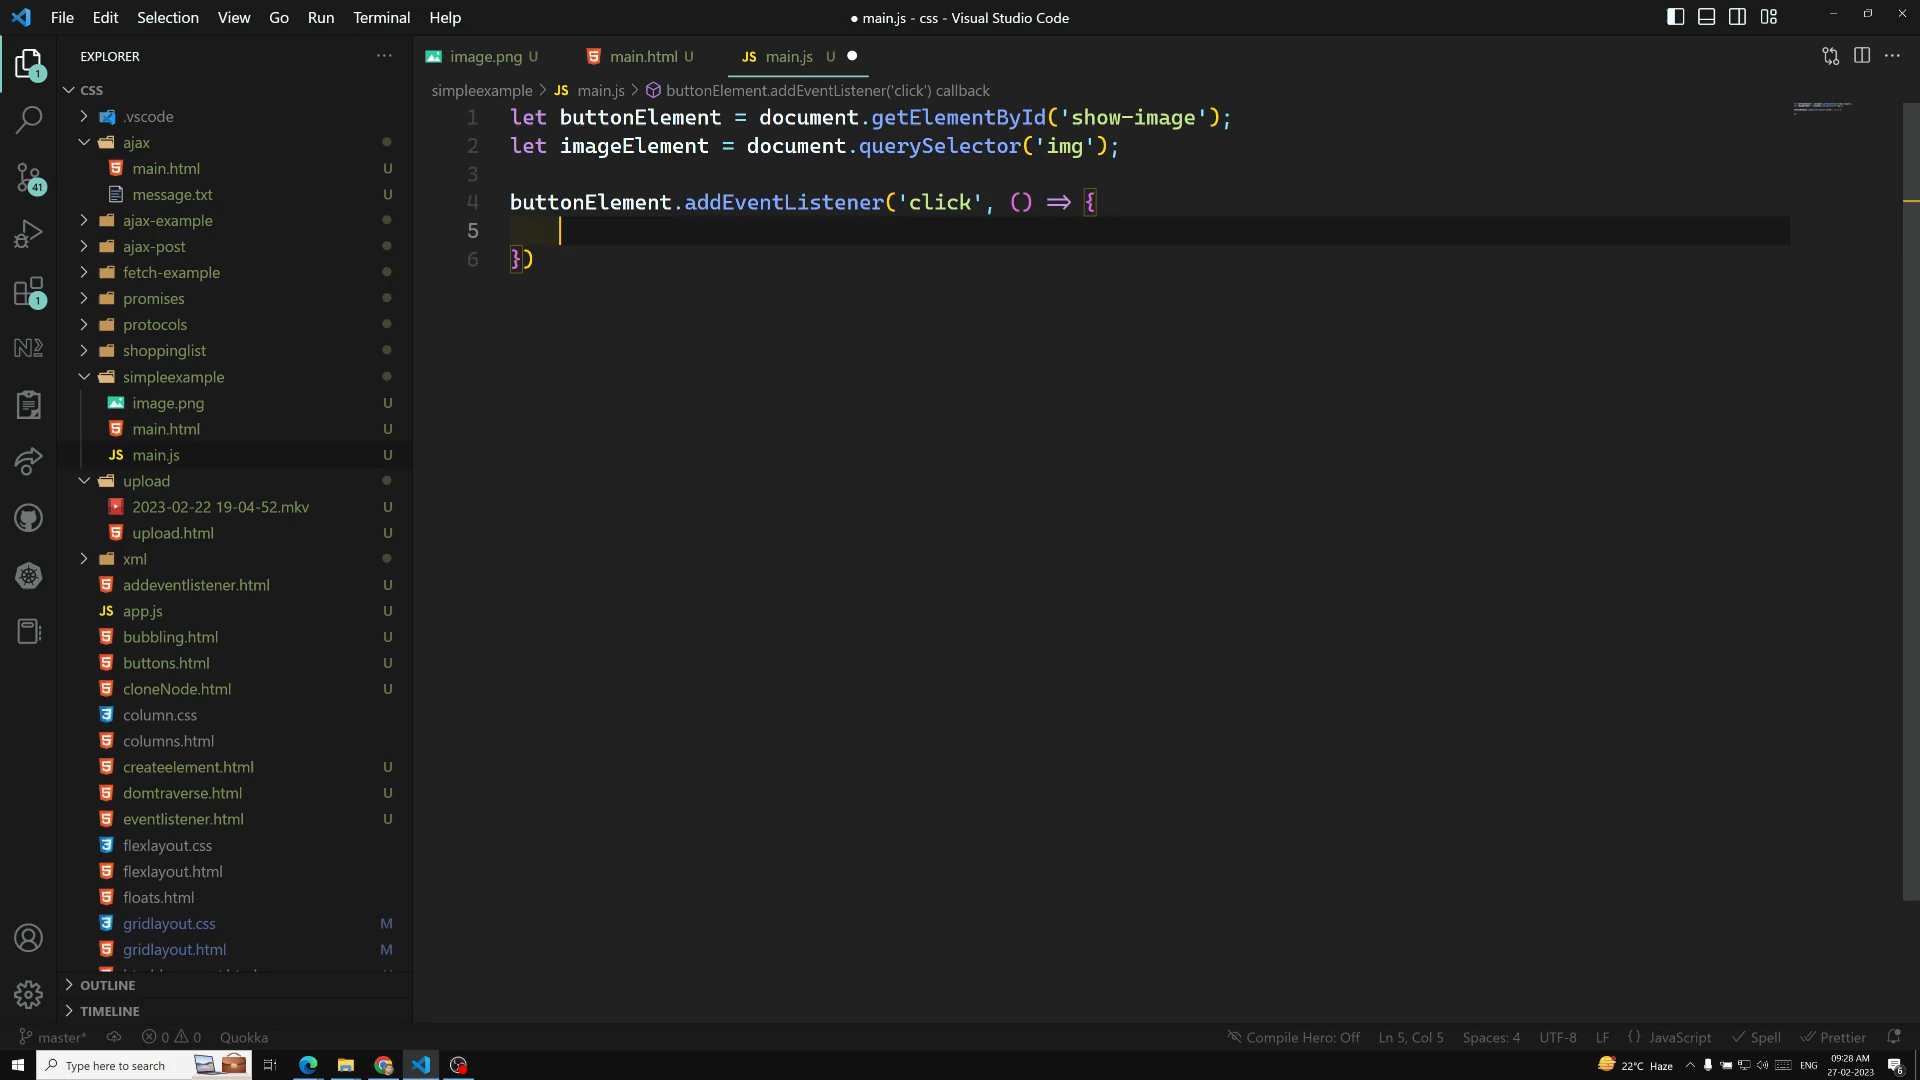 File Edit Selection View Go Run Terminal Help
● main.js - css - Visual Studio Code
EXPLORER
CSS
.vscode
ajax
main.html U
message.txt U
ajax-example
ajax-post
fetch-example
promises
protocols
shoppinglist
simpleexample
image.png U
main.html U
main.js U
upload
2023-02-22 19-04-52.mkv U
upload.html U
xml
addeventlistener.html U
app.js U
bubbling.html U
buttons.html U
cloneNode.html U
column.css
columns.html
createelement.html U
domtraverse.html U
eventlistener.html U
flexlayout.css
flexlayout.html
floats.html
gridlayout.css M
gridlayout.html M
OUTLINE
TIMELINE
1
41
1
image.png U main.html U JS main.js U
simpleexample > JS main.js > buttonElement.addEventListener('click') callback
1 let buttonElement = document.getElementById('show-image');
2 let imageElement = document.querySelector('img');
3
4 buttonElement.addEventListener('click', () => {
5
6 })
master* 0 0 Quokka
Compile Hero: Off Ln 5, Col 5 Spaces: 4 UTF-8 LF {} JavaScript Spell Prettier
Type here to search
22°C Haze ENG
09:28 AM
27-02-2023
6